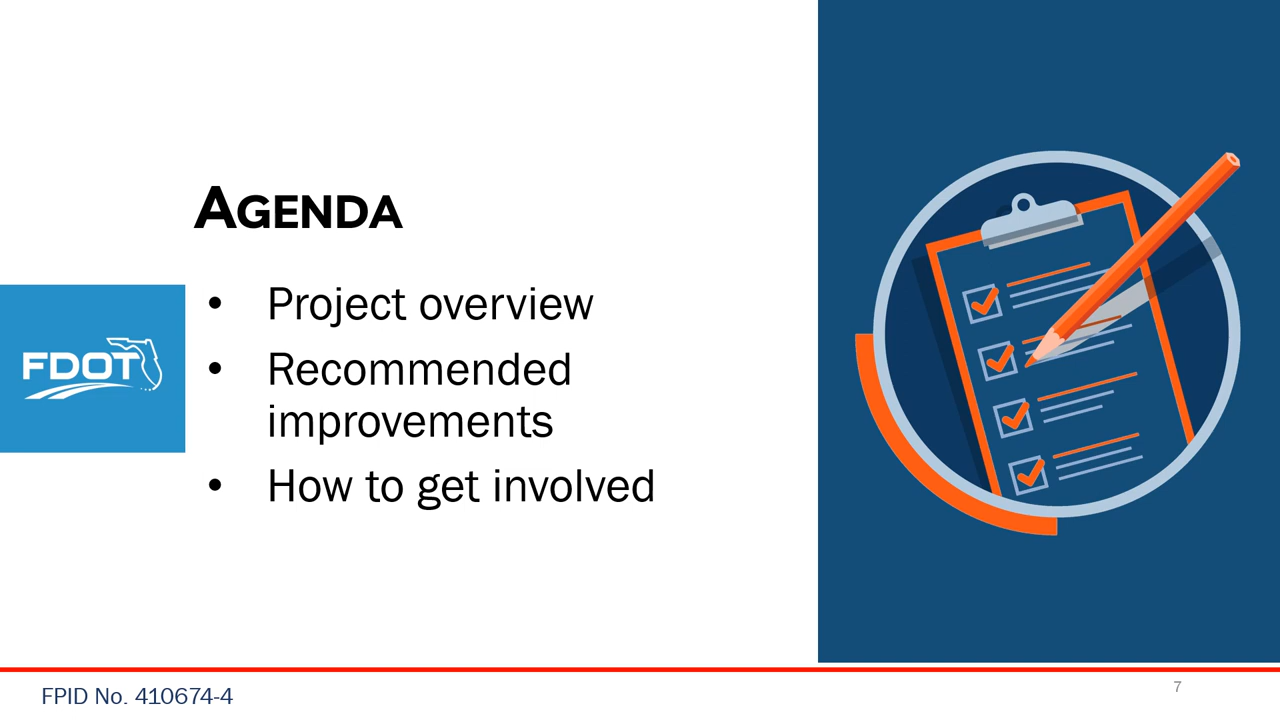 AGENDA
• Project overview
• Recommended
improvements
• How to get involved
FDOT
FPID No. 410674-4
7